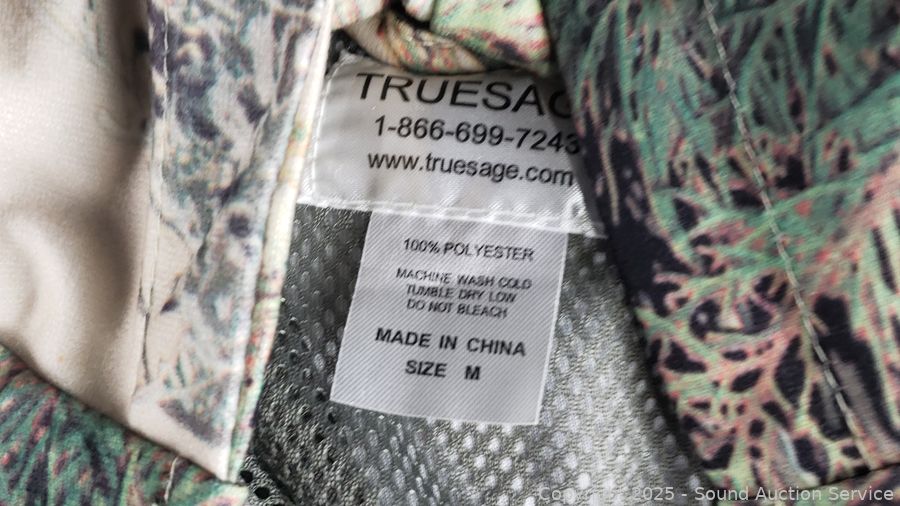 TRUESAG
1-866-699-7243
www.truesage.com
100% POLYESTER
MACHINE WASH COLD
TUMBLE DRY LOW
DO NOT BLEACH
MADE IN CHINA
SIZE M
Copyright 2025 - Sound Auction Service